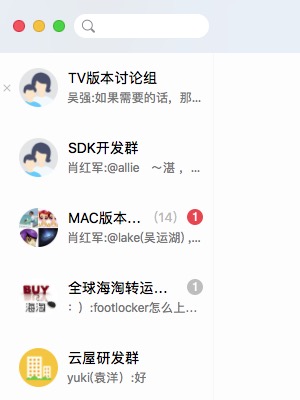 TV版本讨论组
吴强:如果需要的话，那...
SDK开发群
肖红军:@allie　～湛 ，...
MAC版本... (14) 1
肖红军:@lake(吴运湖) ,...
BUY
海淘
全球海淘转运... 1
: ）:footlocker怎么上...
云屋研发群
yuki(袁洋）:好